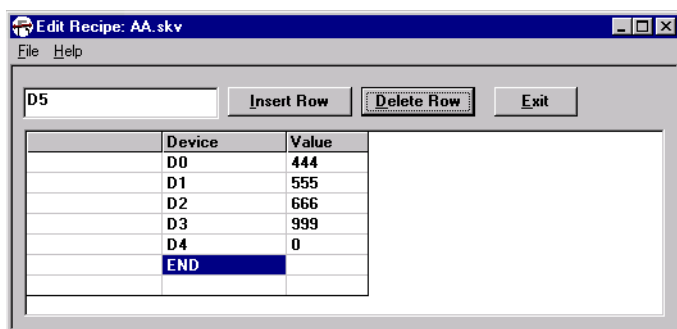 Edit Recipe: AA.skv
File Help
D5 Insert Row Delete Row Exit
Device Value
D0 444
D1 555
D2 666
D3 999
D4 0
END